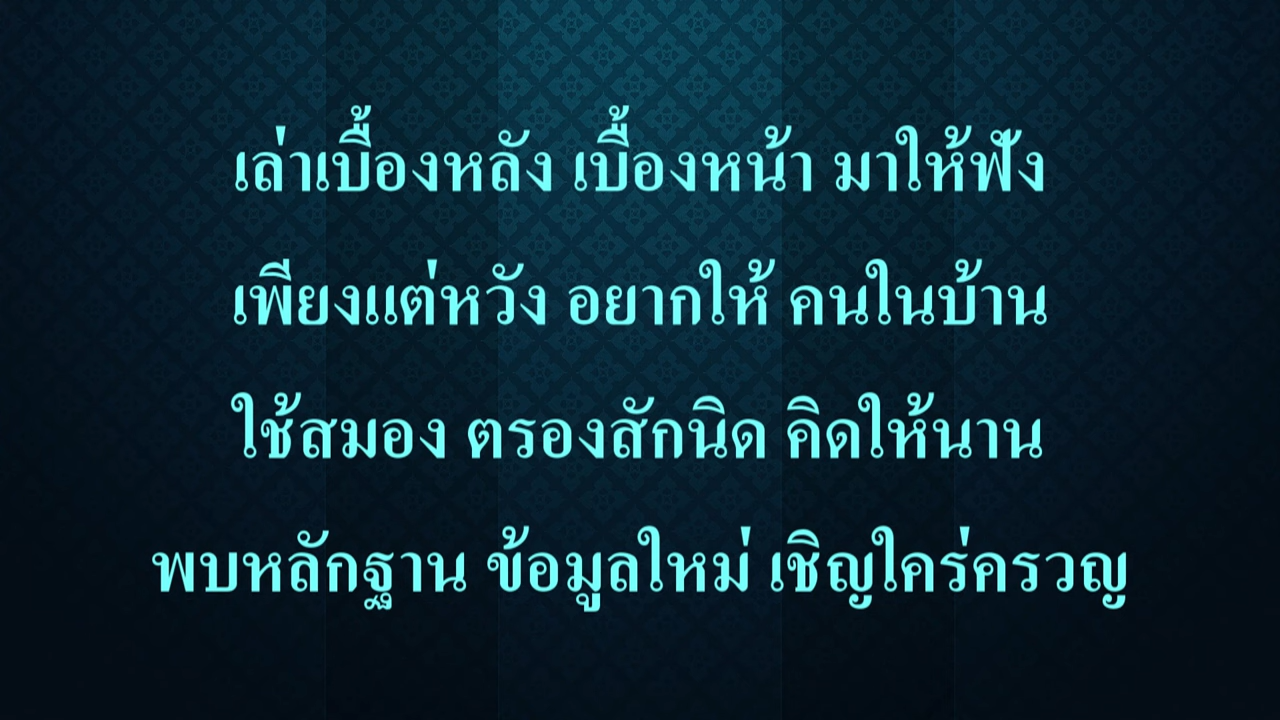 เล่าเบื้องหลัง เบื้องหน้า มาให้ฟัง
เพียงแต่หวัง อยากให้ คนในบ้าน
ใช้สมอง ตรองสักนิด คิดให้นาน
พบหลักฐาน ข้อมูลใหม่ เชิญใคร่ครวญ